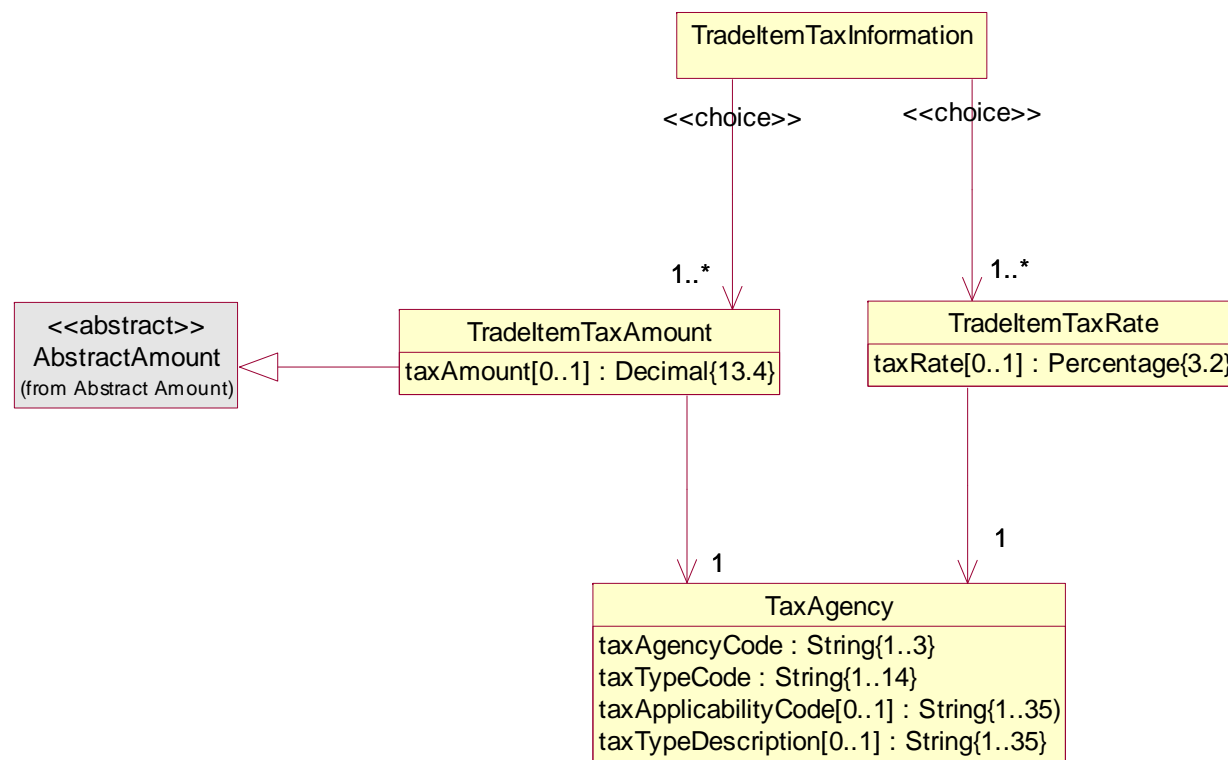 TradeItemTaxInformation
<<choice>>
<<choice>>
1..*
1..*
<<abstract>>
AbstractAmount
(from Abstract Amount)
TradeItemTaxAmount
taxAmount[0..1] : Decimal{13.4}
TradeItemTaxRate
taxRate[0..1] : Percentage{3.2}
1
1
TaxAgency
taxAgencyCode : String{1..3}
taxTypeCode : String{1..14}
taxApplicabilityCode[0..1] : String{1..35)
taxTypeDescription[0..1] : String{1..35}